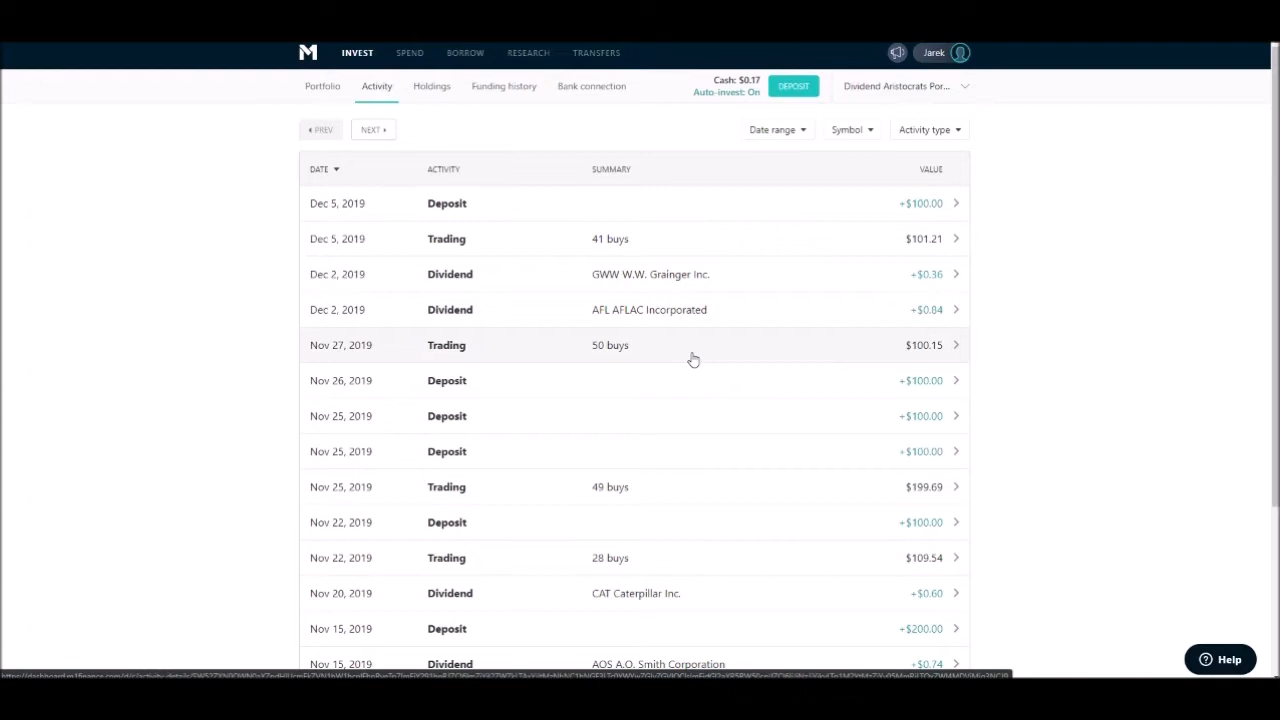 INVEST SPEND BORROW RESEARCH TRANSFERS Jarek
Portfolio Activity Holdings Funding history Bank connection Cash: $0.17 Auto-invest: On DEPOSIT Dividend Aristocrats Por...
PREV NEXT Date range Symbol Activity type
DATE ACTIVITY SUMMARY VALUE
Dec 5, 2019 Deposit +$100.00
Dec 5, 2019 Trading 41 buys $101.21
Dec 2, 2019 Dividend GWW W.W. Grainger Inc. +$0.36
Dec 2, 2019 Dividend AFL AFLAC Incorporated +$0.84
Nov 27, 2019 Trading 50 buys $100.15
Nov 26, 2019 Deposit +$100.00
Nov 25, 2019 Deposit +$100.00
Nov 25, 2019 Deposit +$100.00
Nov 25, 2019 Trading 49 buys $199.69
Nov 22, 2019 Deposit +$100.00
Nov 22, 2019 Trading 28 buys $109.54
Nov 20, 2019 Dividend CAT Caterpillar Inc. +$0.60
Nov 15, 2019 Deposit +$200.00
Nov 15, 2019 Dividend AOS A.O. Smith Corporation +$0.74
Help